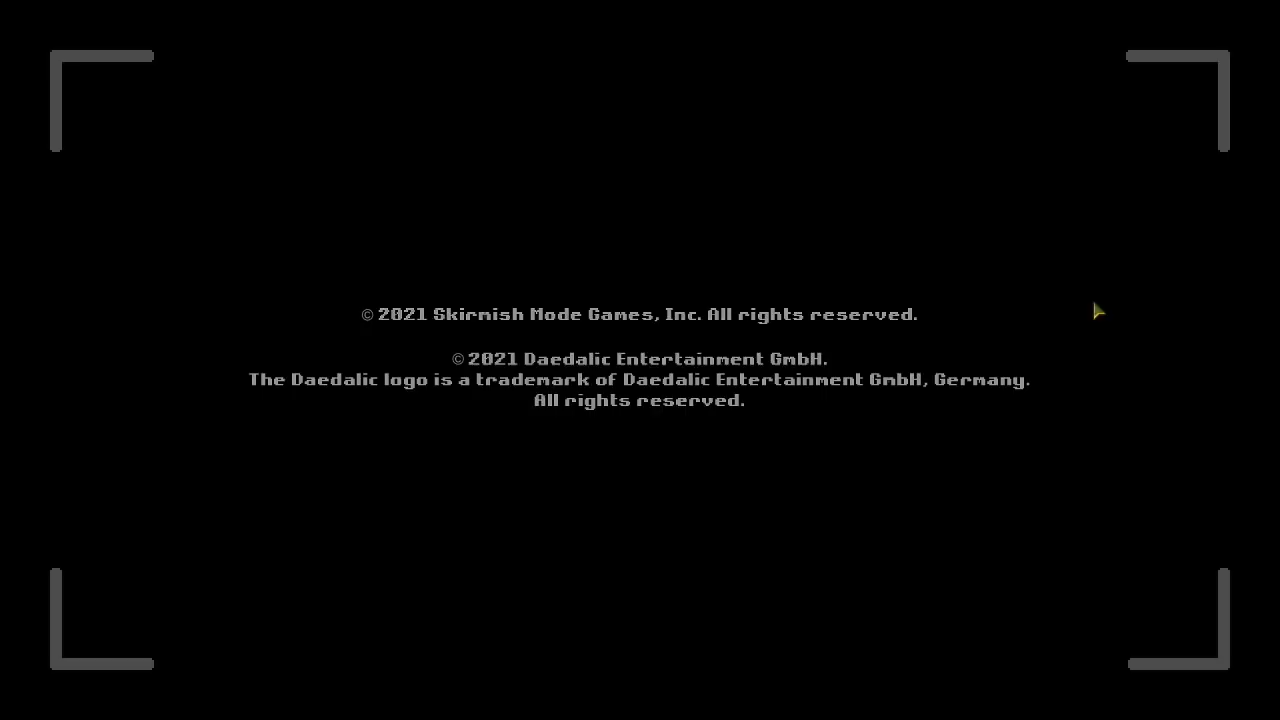 © 2021 Skirmish Mode Games, Inc. All rights reserved.
© 2021 Daedalic Entertainment GmbH.
The Daedalic logo is a trademark of Daedalic Entertainment GmbH, Germany.
All rights reserved.